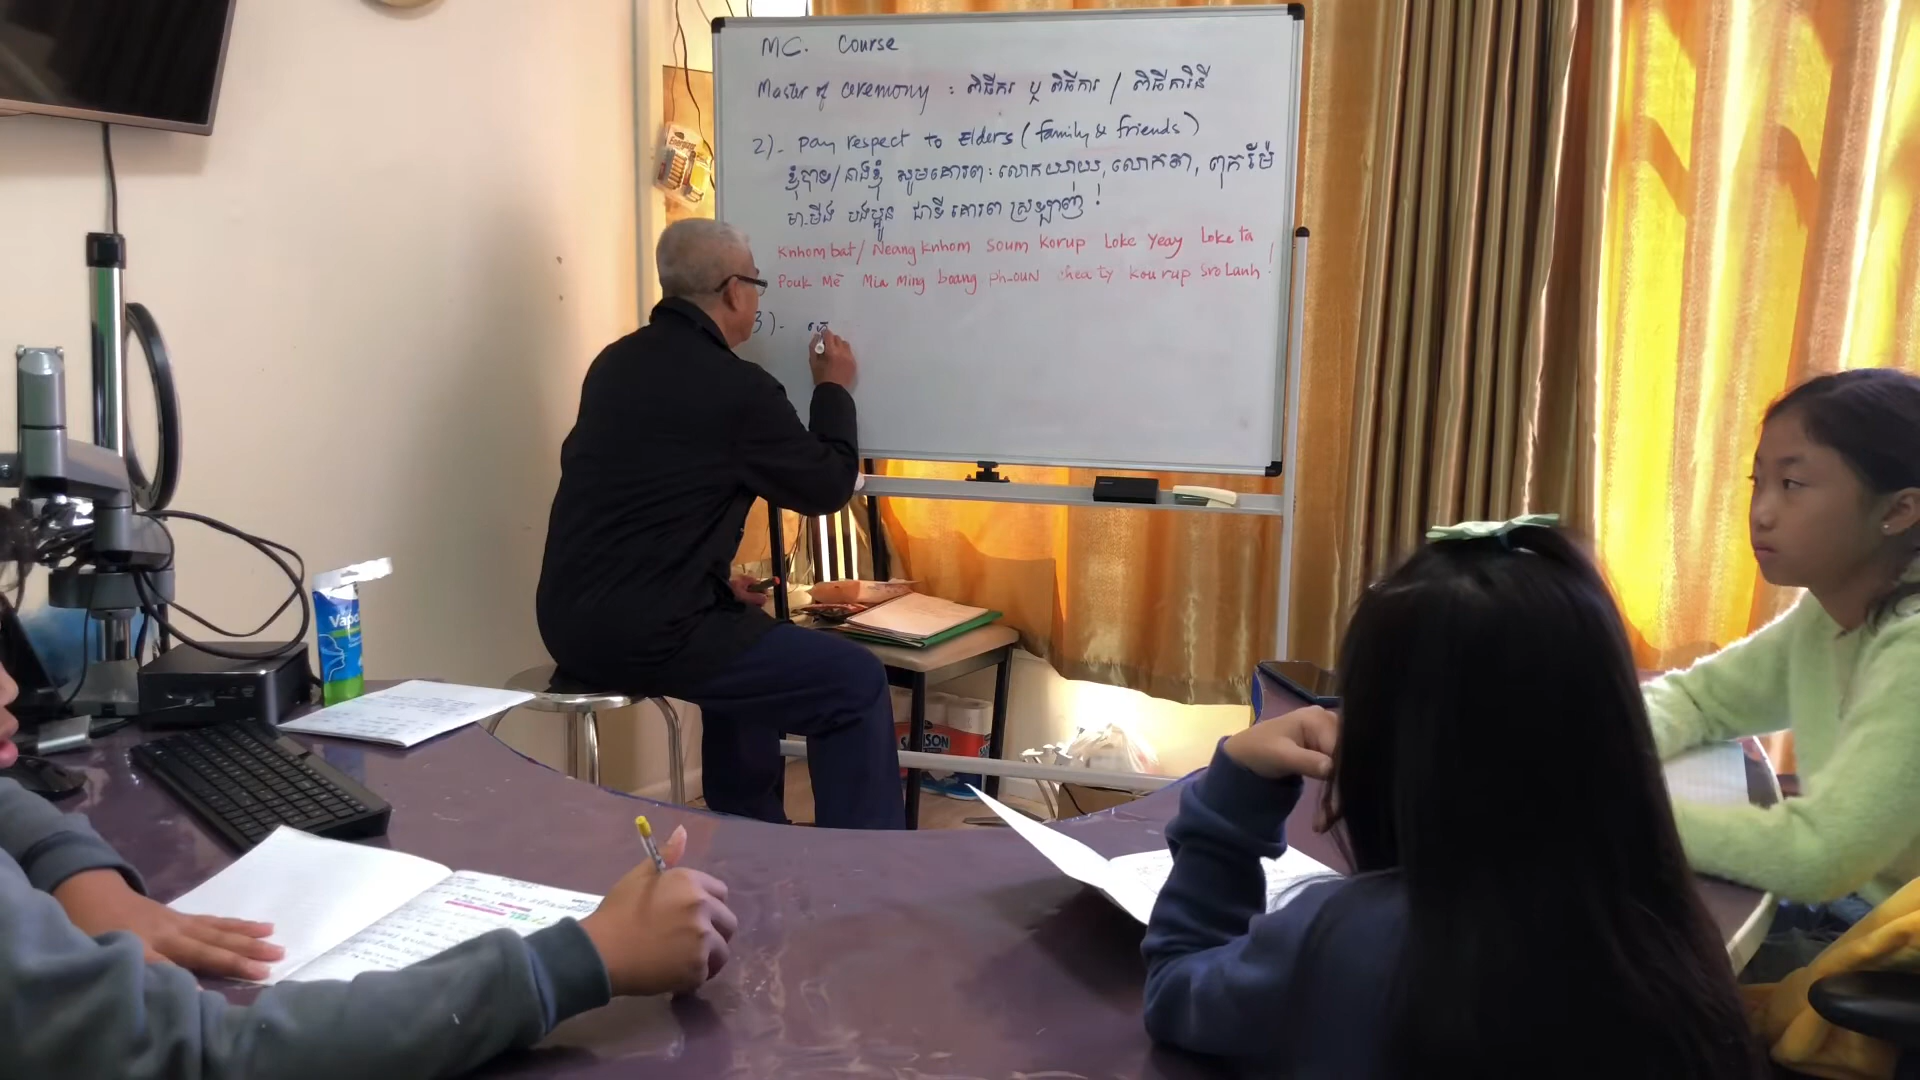 MC. Course
Master of ceremony : ពិធីករ ឬ ពិធីការ / ពិធីការិនី
2).- pay respect to Elders (family & friends)
ខ្ញុំបាទ/នាងខ្ញុំ សូមគោរព: លោកយាយ, លោកតា, ពុកម៉ែ
មា.មីង បងប្អូន ជាទីគោរព ស្រឡាញ់ !
Knhom bat/ Neang knhom soum Korup Loke Yeay Loke ta
Pouk Mē Mia Ming baang ph-oun chea ty kou rup Sro Lanh !
3).-
Energizer
Vapo